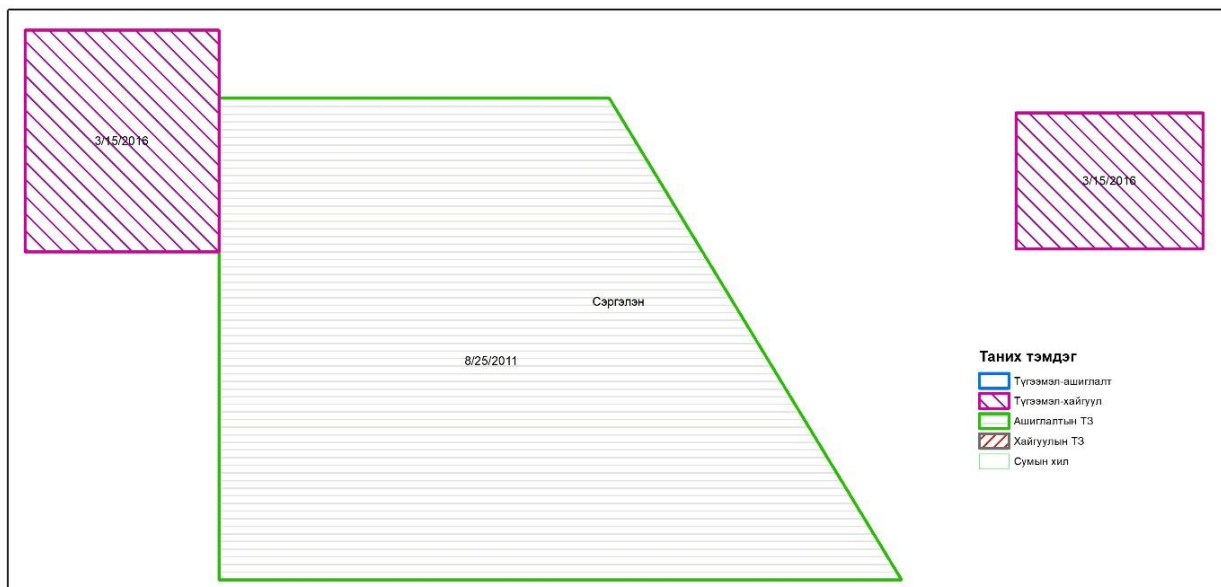 3/15/2016
3/15/2016
Сэргэлэн
8/25/2011
Таних тэмдэг
Түгээмэл-ашиглалт
Түгээмэл-хайгуул
Ашиглалтын ТЗ
Хайгуулын ТЗ
Сумын хил